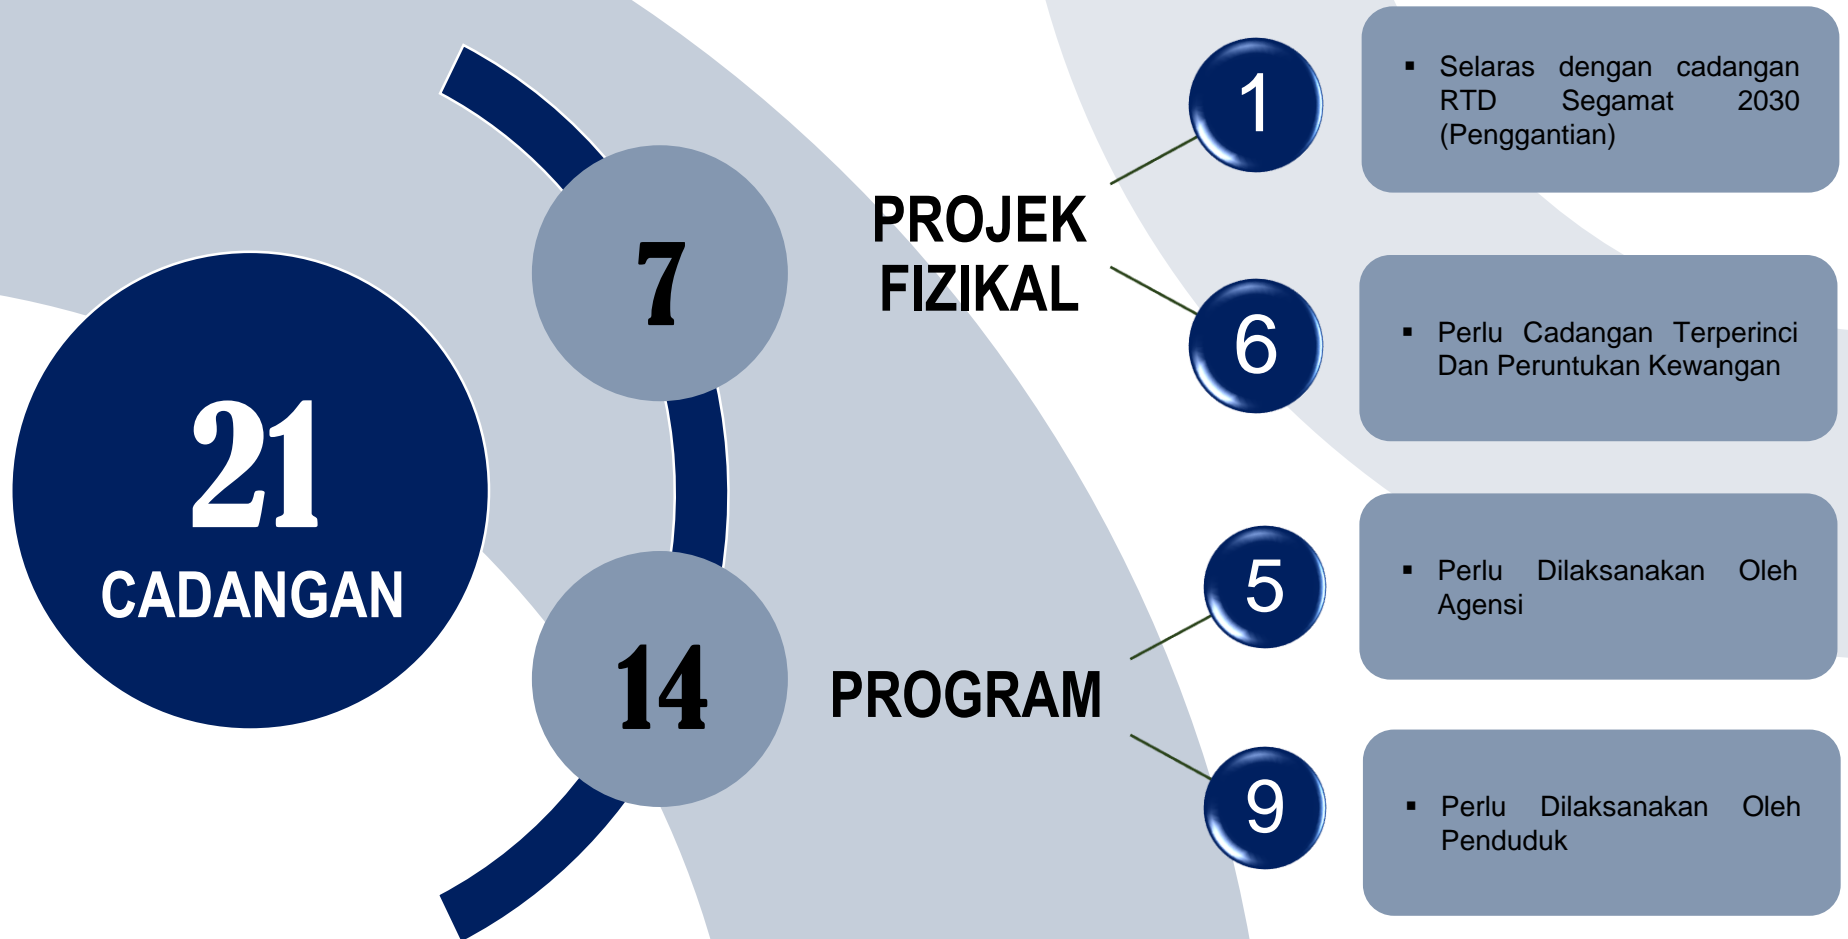 21
CADANGAN
7
PROJEK
FIZIKAL
1
▪ Selaras dengan cadangan
RTD Segamat 2030
(Penggantian)
6
▪ Perlu Cadangan Terperinci
Dan Peruntukan Kewangan
14
PROGRAM
5
▪ Perlu Dilaksanakan Oleh
Agensi
9
▪ Perlu Dilaksanakan Oleh
Penduduk